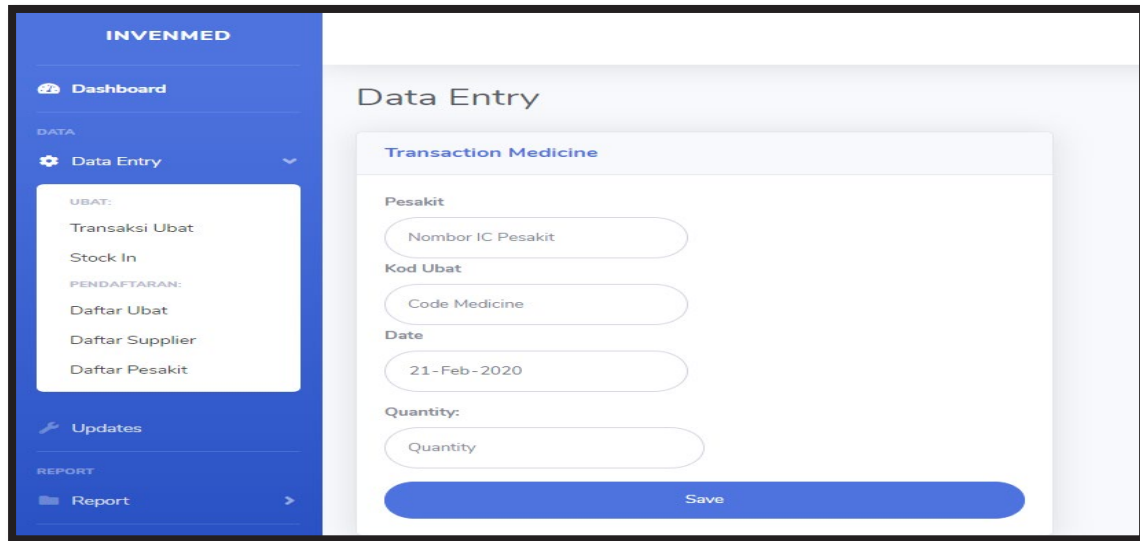 INVENMED
Dashboard
DATA
Data Entry
UBAT:
Transaksi Ubat
Stock In
PENDAFTARAN:
Daftar Ubat
Daftar Supplier
Daftar Pesakit
Updates
REPORT
Report
Data Entry
Transaction Medicine
Pesakit
Nombor IC Pesakit
Kod Ubat
Code Medicine
Date
21-Feb-2020
Quantity:
Quantity
Save